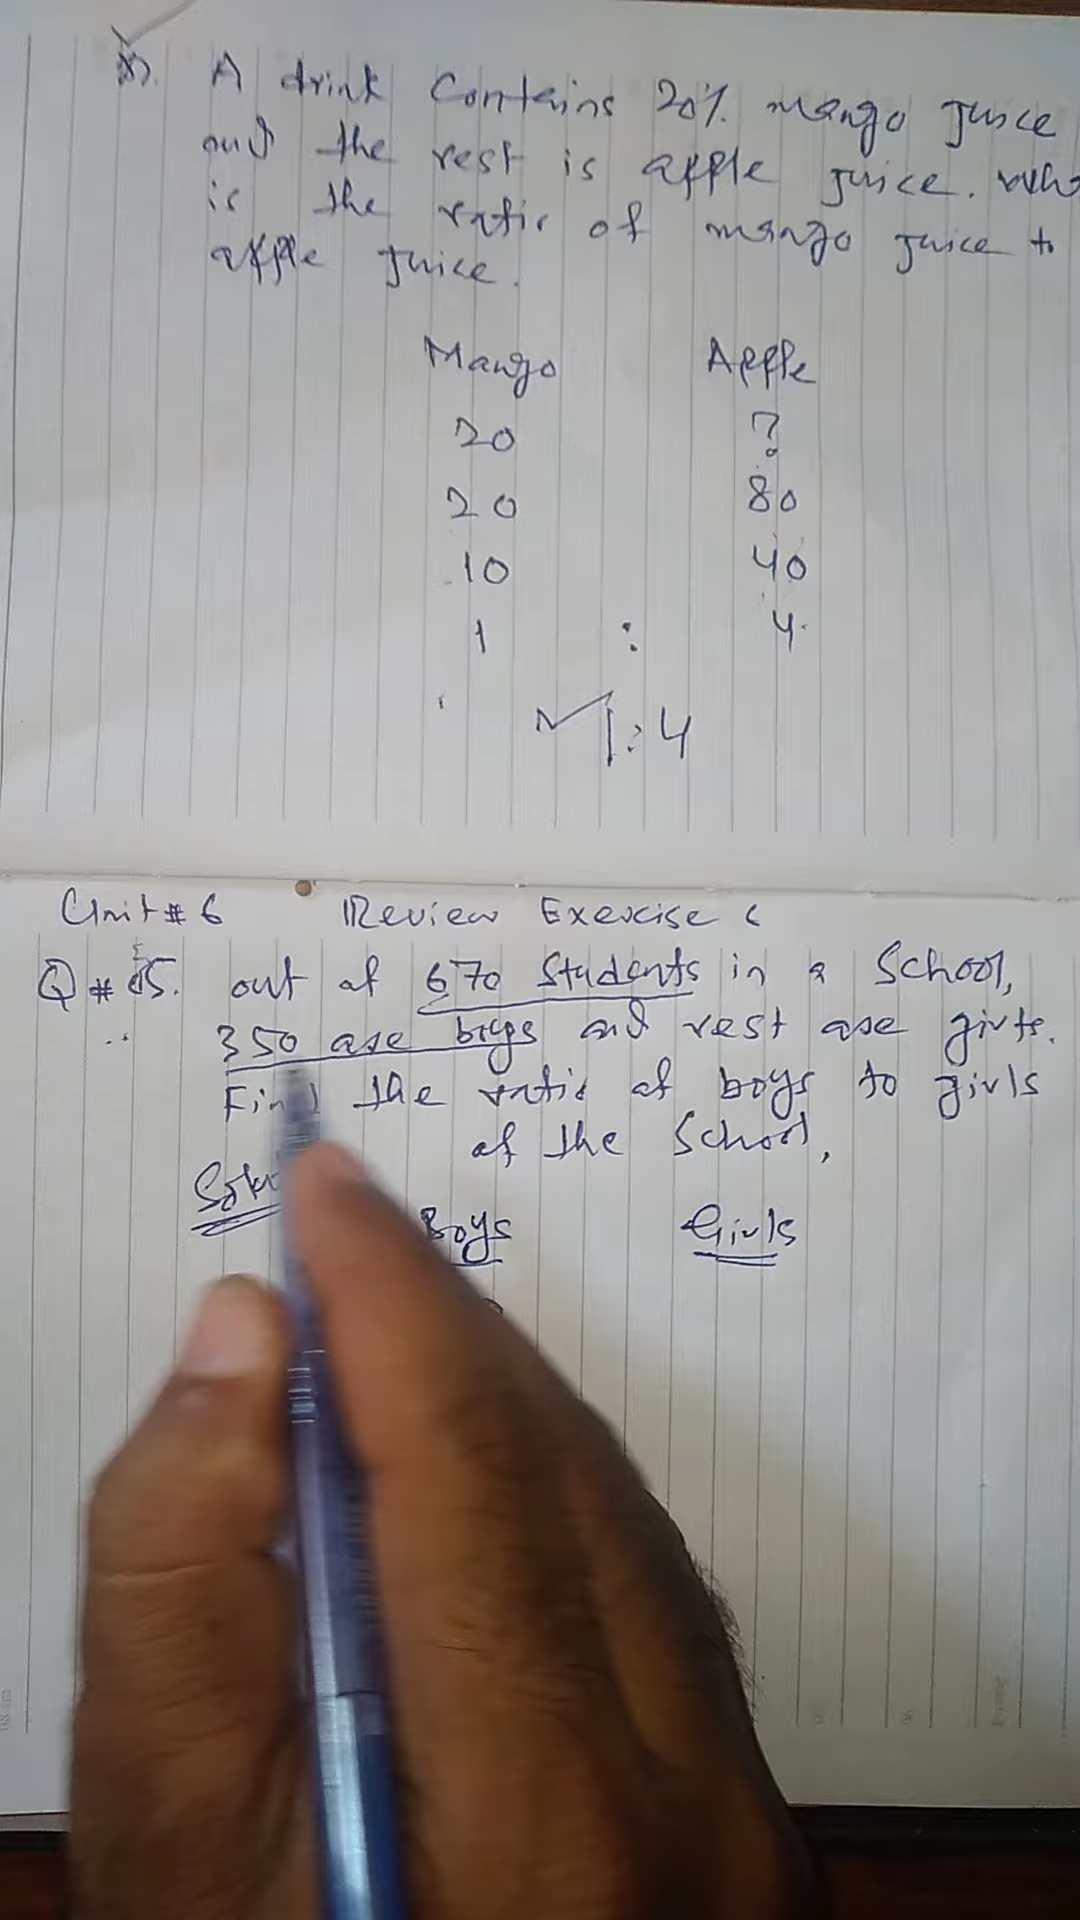 A drink contains 20% mango juice
and the rest is apple juice.
is the ratio of mango juice to
apple juice.
Mango Apple
20 ?
20 80
10 40
1 : 4
1:4
Unit # 6 Review Exercise 6
Q # 5. out of 670 students in a School,
350 are boys and rest are girls.
Find the ratio of boys to girls
of the School,
Boys Girls